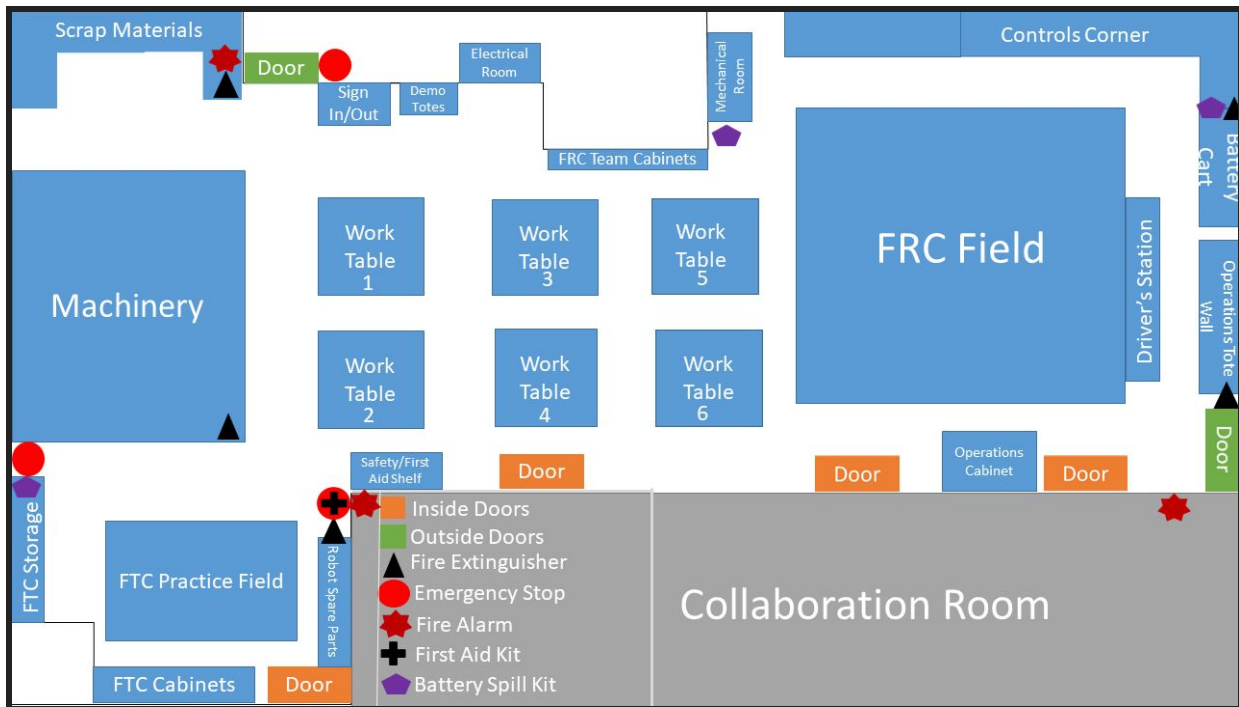 Scrap Materials
Door
Sign
In/Out
Demo
Totes
Electrical
Room
Mechanical
Room
FRC Team Cabinets
Controls Corner
Battery
Cart
Machinery
Work
Table
1
Work
Table
3
Work
Table
5
FRC Field
Driver's Station
Operations Tote
Wall
Work
Table
2
Work
Table
4
Work
Table
6
Safety/First
Aid Shelf
Door
Door
Operations
Cabinet
Door
Door
FTC Storage
FTC Practice Field
Robot Spare Parts
FTC Cabinets
Door
Inside Doors
Outside Doors
Fire Extinguisher
Emergency Stop
Fire Alarm
First Aid Kit
Battery Spill Kit
Collaboration Room